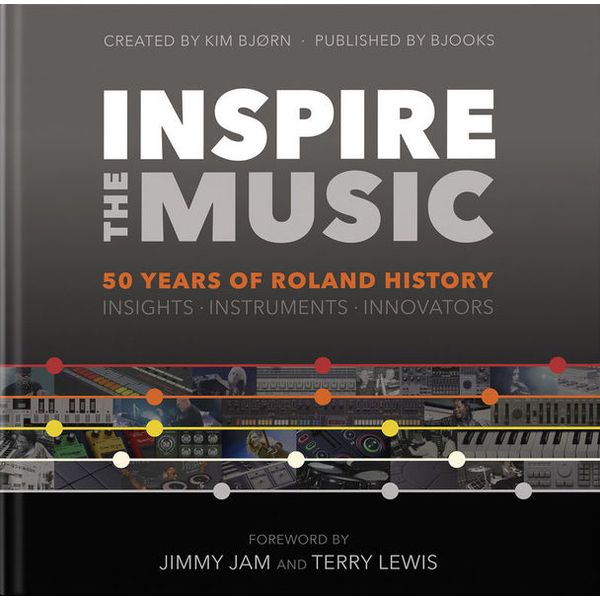 CREATED BY KIM BJØRN · PUBLISHED BY BJOOKS
INSPIRE
THE MUSIC
50 YEARS OF ROLAND HISTORY
INSIGHTS · INSTRUMENTS · INNOVATORS
FOREWORD BY
JIMMY JAM AND TERRY LEWIS